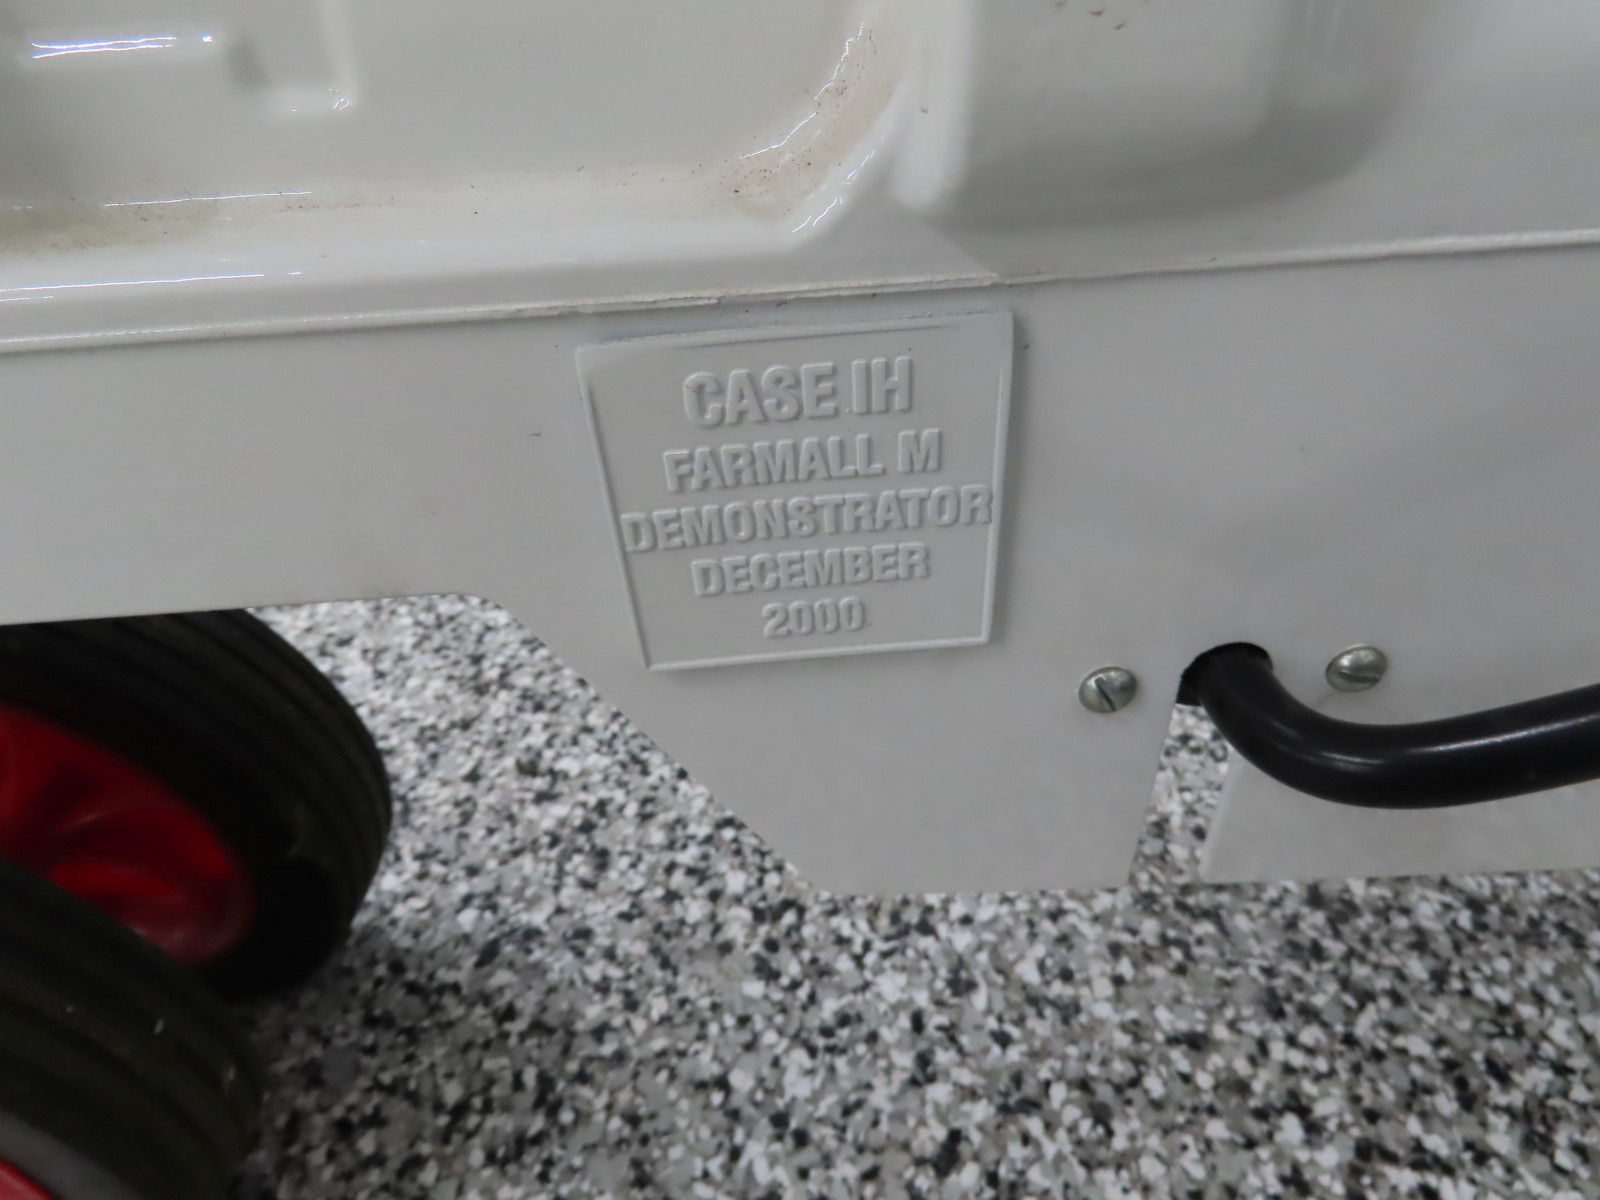 CASE IH
FARMALL M
DEMONSTRATOR
DECEMBER
2000